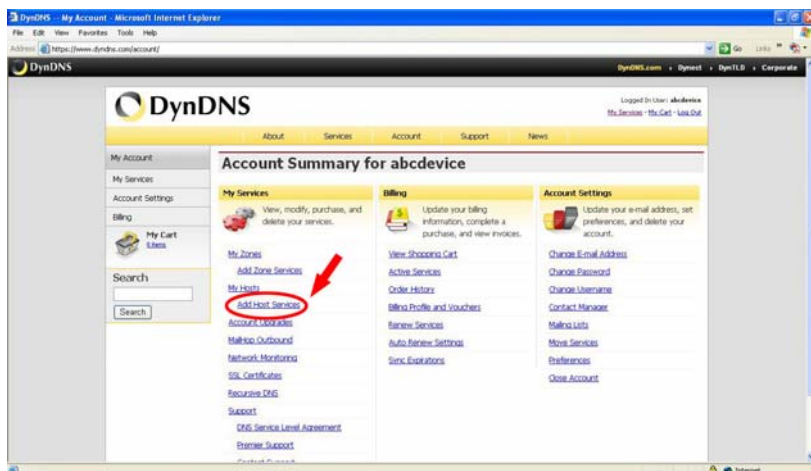 DynDNS -- My Account - Microsoft Internet Explorer
File Edit View Favorites Tools Help
Address https://www.dyndns.com/account/ Go Links »
DynDNS
DynDNS.com Dynect DynTLD Corporate
DynDNS
Logged In User: abcdevice
My Services - My Cart - Log Out
About Services Account Support News
My Account
My Services
Account Settings
Billing
My Cart
0 items
Search
Search
Account Summary for abcdevice
My Services
View, modify, purchase, and
delete your services.
My Zones
Add Zone Services
My Hosts
Add Host Services
Account Upgrades
MailHop Outbound
Network Monitoring
SSL Certificates
Recursive DNS
Support
DNS Service Level Agreement
Premier Support
Contact Support
Billing
Update your billing
information, complete a
purchase, and view invoices.
View Shopping Cart
Active Services
Order History
Billing Profile and Vouchers
Renew Services
Auto Renew Settings
Sync Expirations
Account Settings
Update your e-mail address, set
preferences, and delete your
account.
Change E-mail Address
Change Password
Change Username
Contact Manager
Mailing Lists
Move Services
Preferences
Close Account
Internet